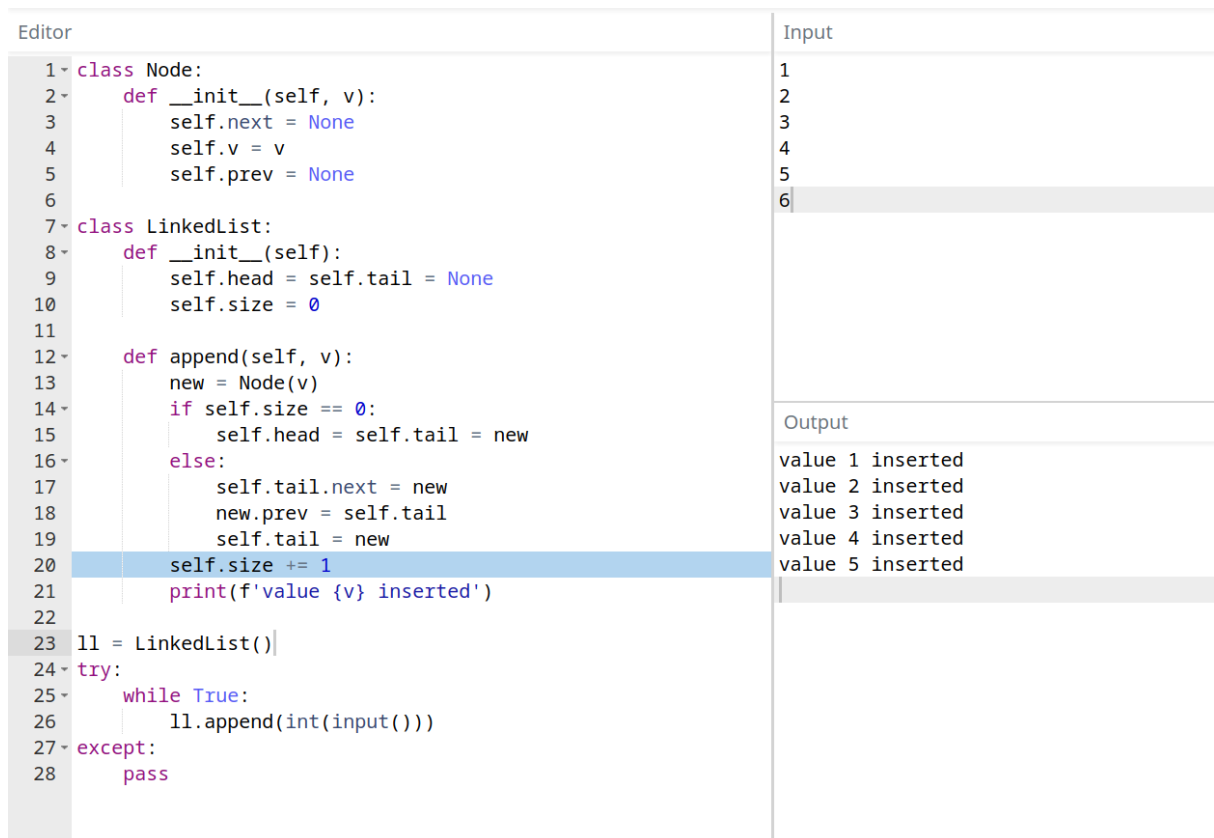 Editor
1 class Node:
2     def __init__(self, v):
3         self.next = None
4         self.v = v
5         self.prev = None
6
7 class LinkedList:
8     def __init__(self):
9         self.head = self.tail = None
10         self.size = 0
11
12     def append(self, v):
13         new = Node(v)
14         if self.size == 0:
15             self.head = self.tail = new
16         else:
17             self.tail.next = new
18             new.prev = self.tail
19             self.tail = new
20         self.size += 1
21         print(f'value {v} inserted')
22
23 ll = LinkedList()
24 try:
25     while True:
26         ll.append(int(input()))
27 except:
28     pass
Input
1
2
3
4
5
6
Output
value 1 inserted
value 2 inserted
value 3 inserted
value 4 inserted
value 5 inserted